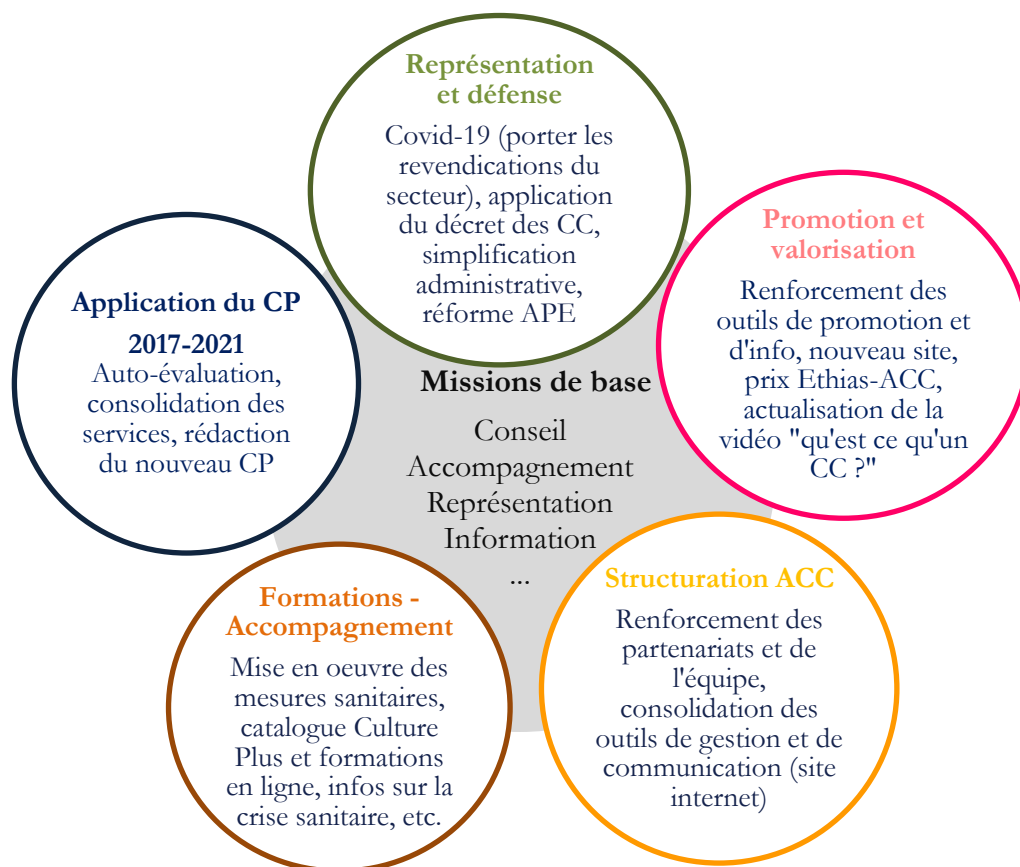 Représentation
et défense
Covid-19 (porter les
revendications du
secteur), application
du décret des CC,
simplification
administrative,
réforme APE
Promotion et
valorisation
Renforcement des
outils de promotion et
d'info, nouveau site,
prix Ethias-ACC,
actualisation de la
vidéo "qu'est ce qu'un
CC ?"
Structuration ACC
Renforcement des
partenariats et de
l'équipe,
consolidation des
outils de gestion et de
communication (site
internet)
Formations -
Accompagnement
Mise en oeuvre des
mesures sanitaires,
catalogue Culture
Plus et formations
en ligne, infos sur la
crise sanitaire, etc.
Application du CP
2017-2021
Auto-évaluation,
consolidation des
services, rédaction
du nouveau CP
Missions de base
Conseil
Accompagnement
Représentation
Information
...